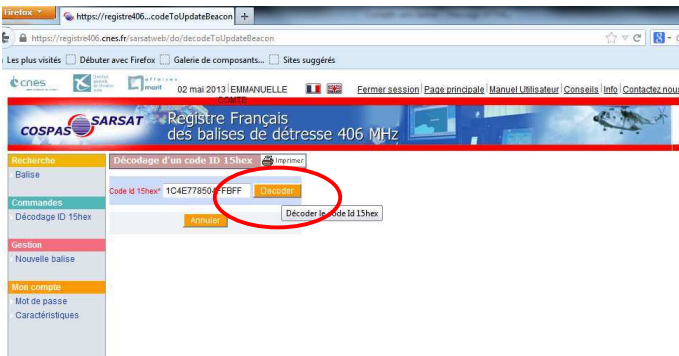 Firefox
https://registre406...codeToUpdateBeacon +
https://registre406.cnes.fr/sarsatweb/do/decodeToUpdateBeacon
Les plus visités Débuter avec Firefox Galerie de composants... Sites suggérés
cnes affaires marit 02 mai 2013 EMMANUELLE COMTE Fermer session Page principale Manuel Utilisateur Conseils Info Contactez nous
COSPAS SARSAT Registre Français
des balises de détresse 406 MHz
Recherche
Balise
Commandes
Décodage ID 15hex
Gestion
Nouvelle balise
Mon compte
Mot de passe
Caractéristiques
Décodage d'un code ID 15hex Imprimer
Code Id 15hex* Decoder
Décoder le code Id 15hex
Annuler